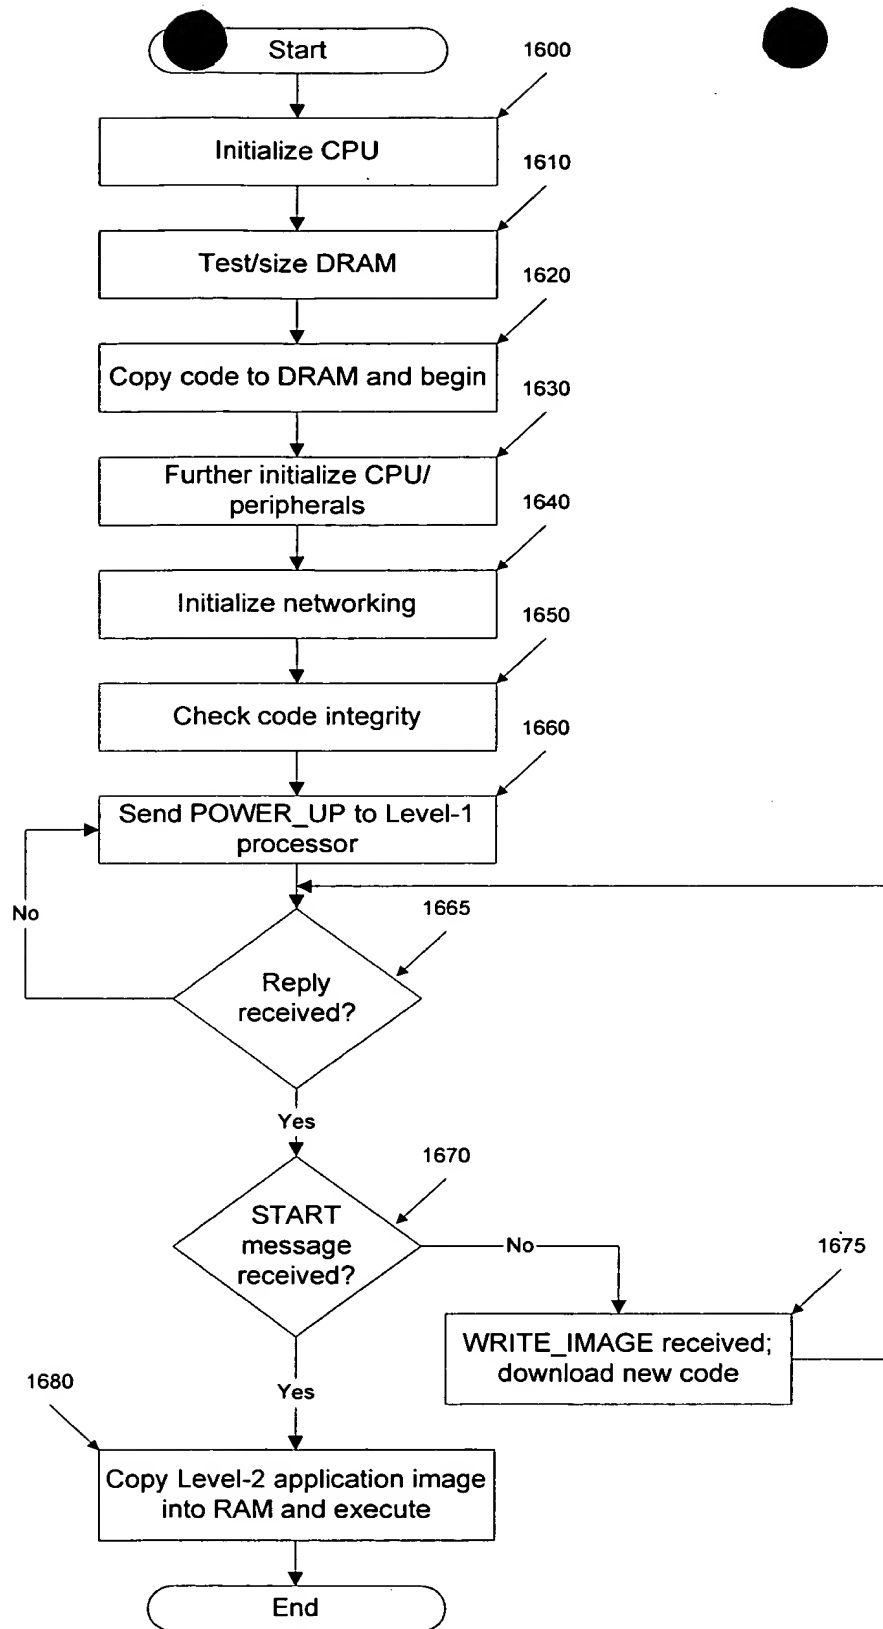 Start
1600
Initialize CPU
1610
Test/size DRAM
1620
Copy code to DRAM and begin
1630
Further initialize CPU/
peripherals
1640
Initialize networking
1650
Check code integrity
1660
Send POWER_UP to Level-1
processor
No
1665
Reply
received?
Yes
1670
START
message
received?
No
1675
WRITE_IMAGE received;
download new code
Yes
1680
Copy Level-2 application image
into RAM and execute
End